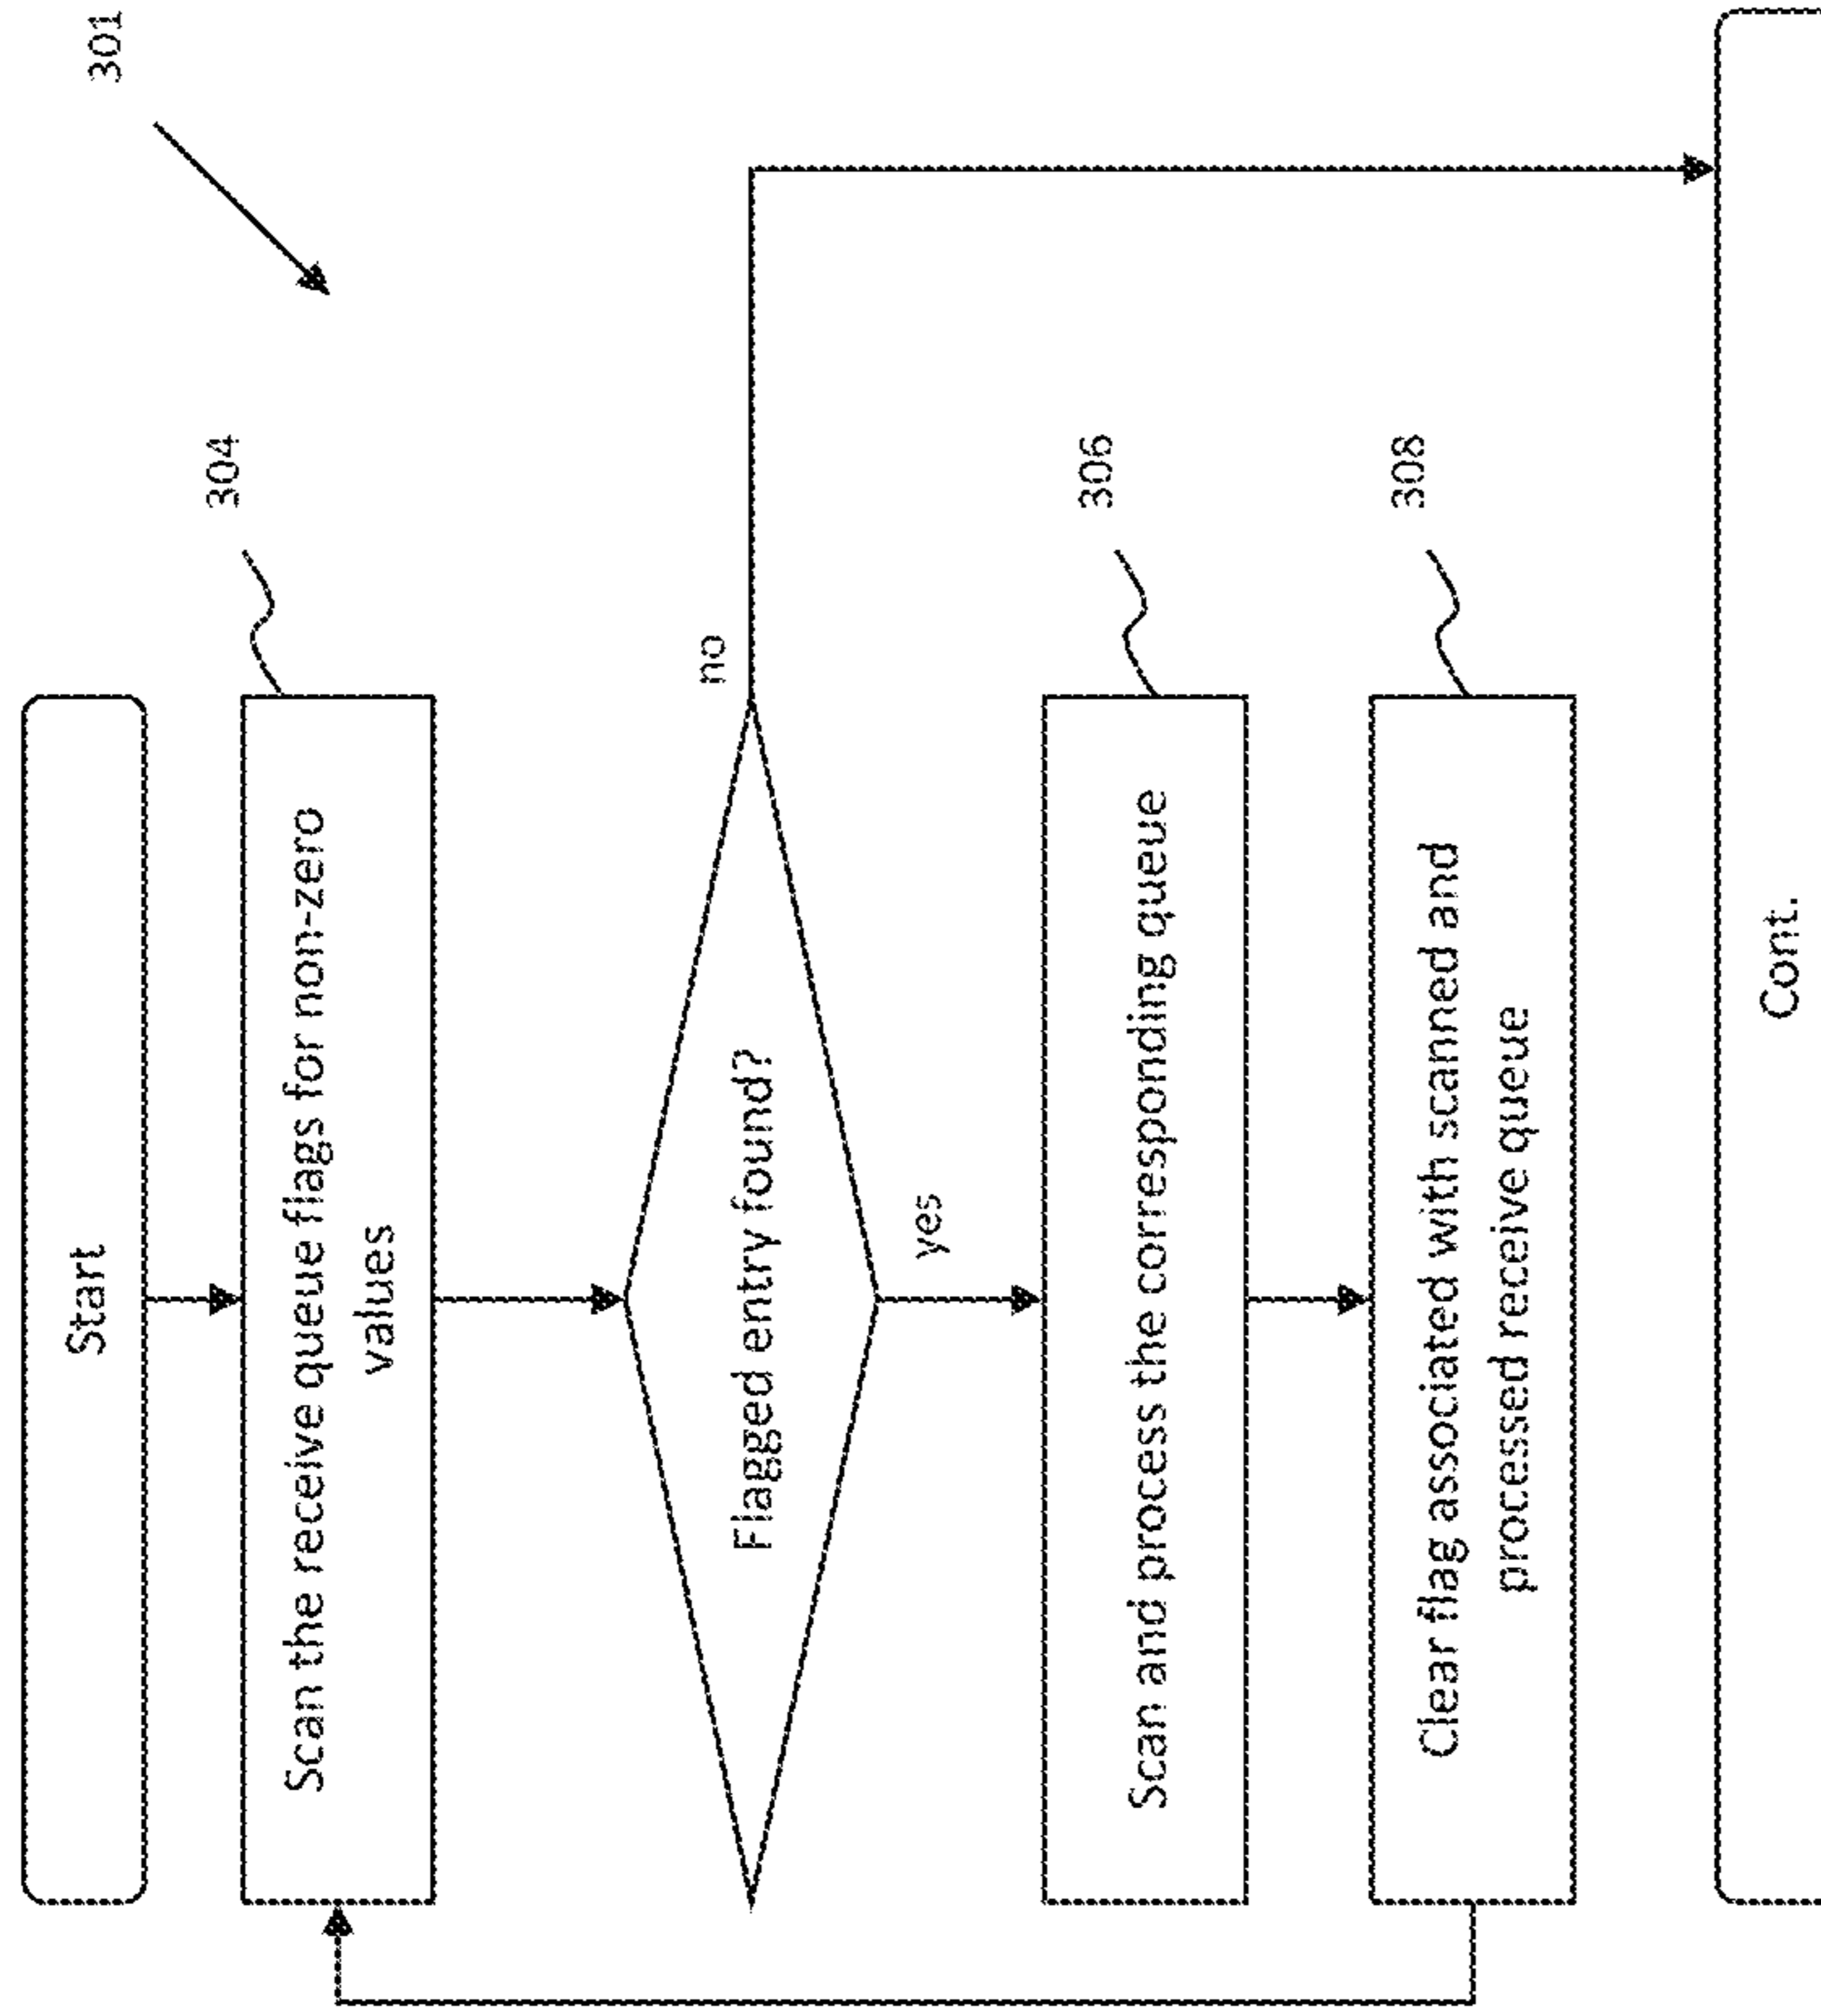 301
Start
304
Scan the receive queue flags for non-zero
values
no
Flagged entry found?
yes
306
Scan and process the corresponding queue
308
Clear flag associated with scanned and
processed receive queue
Cont.